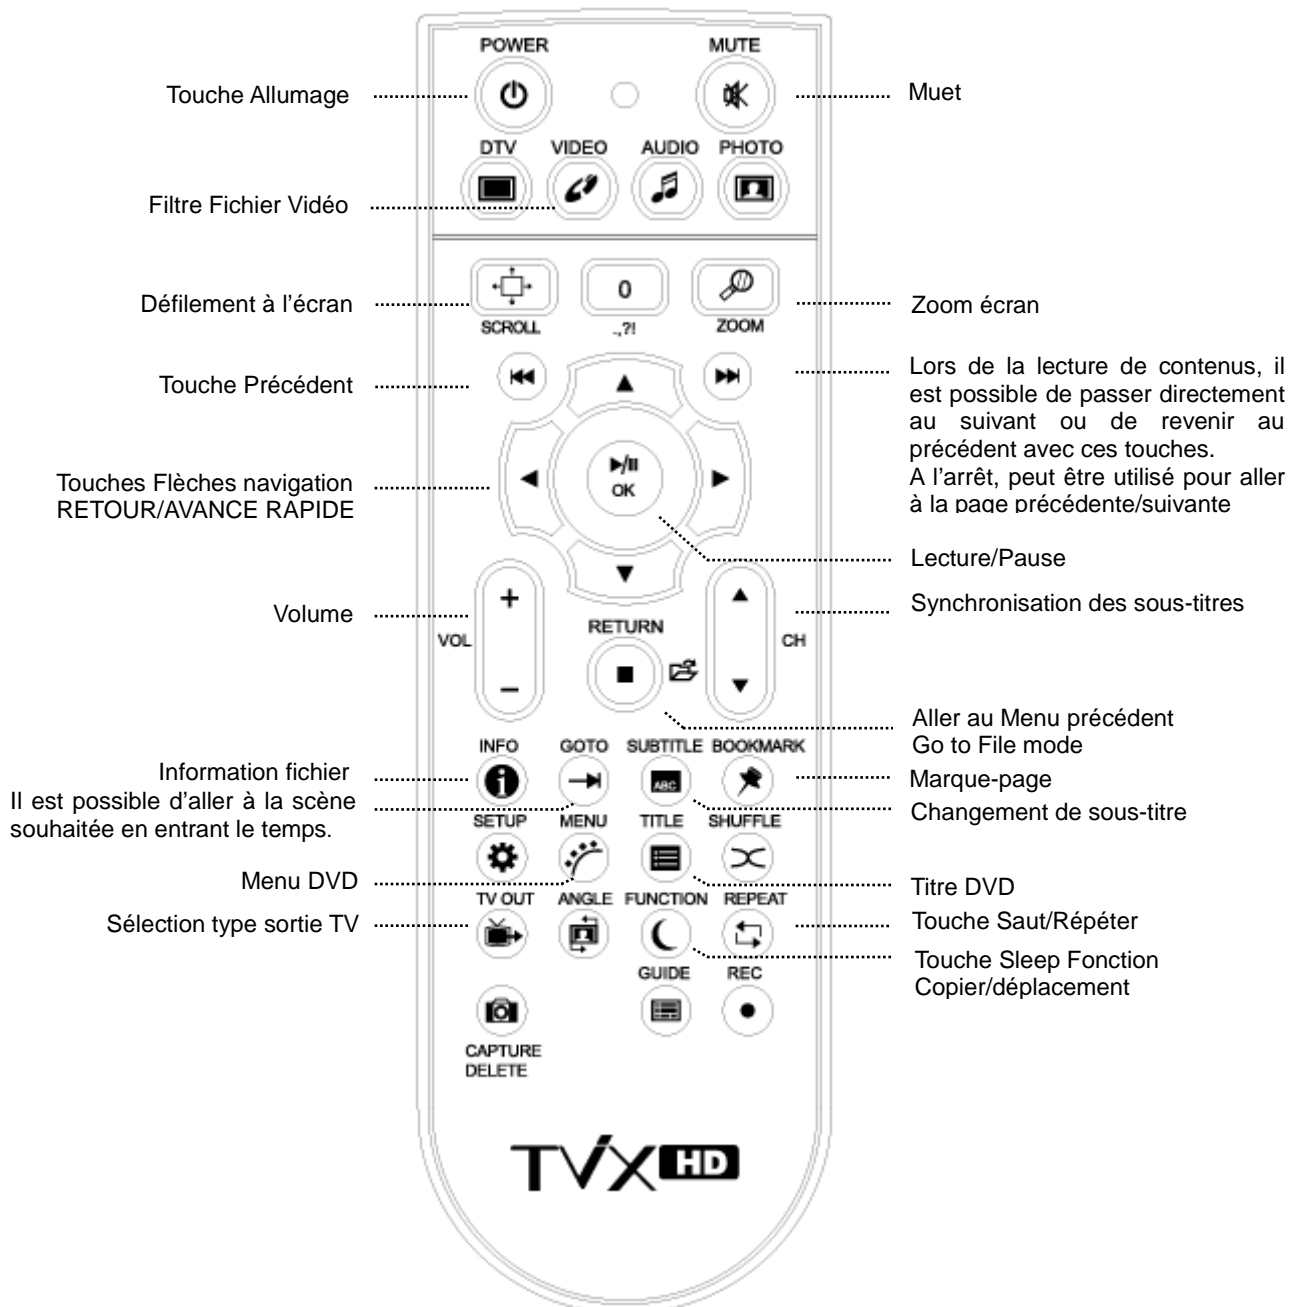 POWER MUTE
Touche Allumage
Muet
DTV VIDEO AUDIO PHOTO
Filtre Fichier Vidéo
Défilement à l’écran
0
Zoom écran
SCROLL .,?! ZOOM
Touche Précédent
Lors de la lecture de contenus, il
est possible de passer directement
au suivant ou de revenir au
précédent avec ces touches.
A l’arrêt, peut être utilisé pour aller
à la page précédente/suivante
OK
Touches Flèches navigation
RETOUR/AVANCE RAPIDE
Lecture/Pause
Volume
Synchronisation des sous-titres
VOL + − RETURN CH
Aller au Menu précédent
Go to File mode
INFO GOTO SUBTITLE BOOKMARK
ABC
Information fichier
Il est possible d’aller à la scène
souhaitée en entrant le temps.
Marque-page
Changement de sous-titre
SETUP MENU TITLE SHUFFLE
Menu DVD
Titre DVD
TV OUT ANGLE FUNCTION REPEAT
Sélection type sortie TV
Touche Saut/Répéter
Touche Sleep Fonction
Copier/déplacement
GUIDE REC
CAPTURE
DELETE
TViX HD